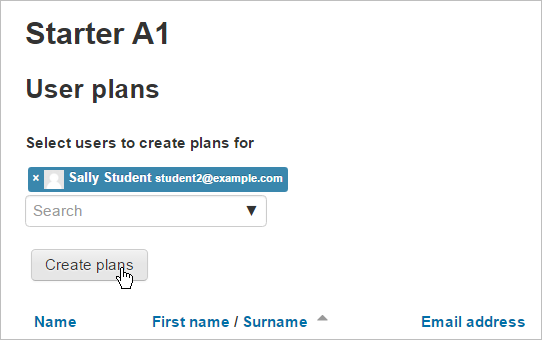 Starter A1
User plans
Select users to create plans for
× Sally Student student2@example.com
Search ▼
Create plans
Name First name / Surname Email address